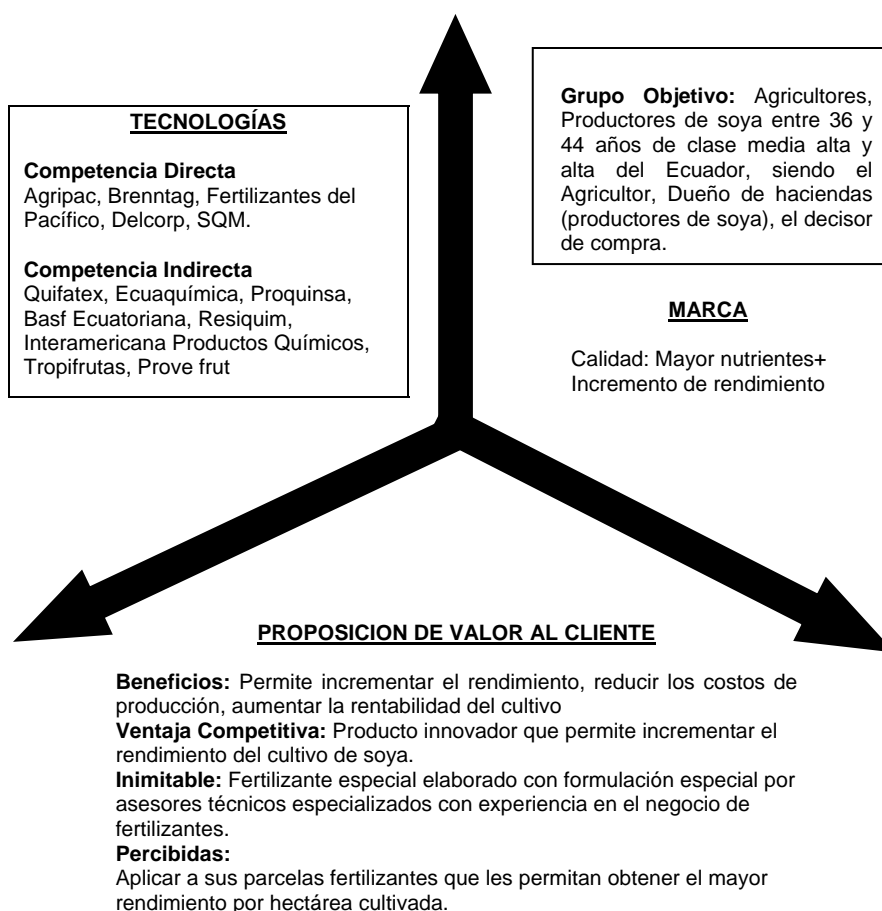 TECNOLOGÍAS
Competencia Directa
Agripac, Brenntag, Fertilizantes del
Pacífico, Delcorp, SQM.
Competencia Indirecta
Quifatex, Ecuaquímica, Proquinsa,
Basf Ecuatoriana, Resiquim,
Interamericana Productos Químicos,
Tropifrutas, Prove frut
Grupo Objetivo: Agricultores,
Productores de soya entre 36 y
44 años de clase media alta y
alta del Ecuador, siendo el
Agricultor, Dueño de haciendas
(productores de soya), el decisor
de compra.
MARCA
Calidad: Mayor nutrientes+
Incremento de rendimiento
PROPOSICION DE VALOR AL CLIENTE
Beneficios: Permite incrementar el rendimiento, reducir los costos de
producción, aumentar la rentabilidad del cultivo
Ventaja Competitiva: Producto innovador que permite incrementar el
rendimiento del cultivo de soya.
Inimitable: Fertilizante especial elaborado con formulación especial por
asesores técnicos especializados con experiencia en el negocio de
fertilizantes.
Percibidas:
Aplicar a sus parcelas fertilizantes que les permitan obtener el mayor
rendimiento por hectárea cultivada.